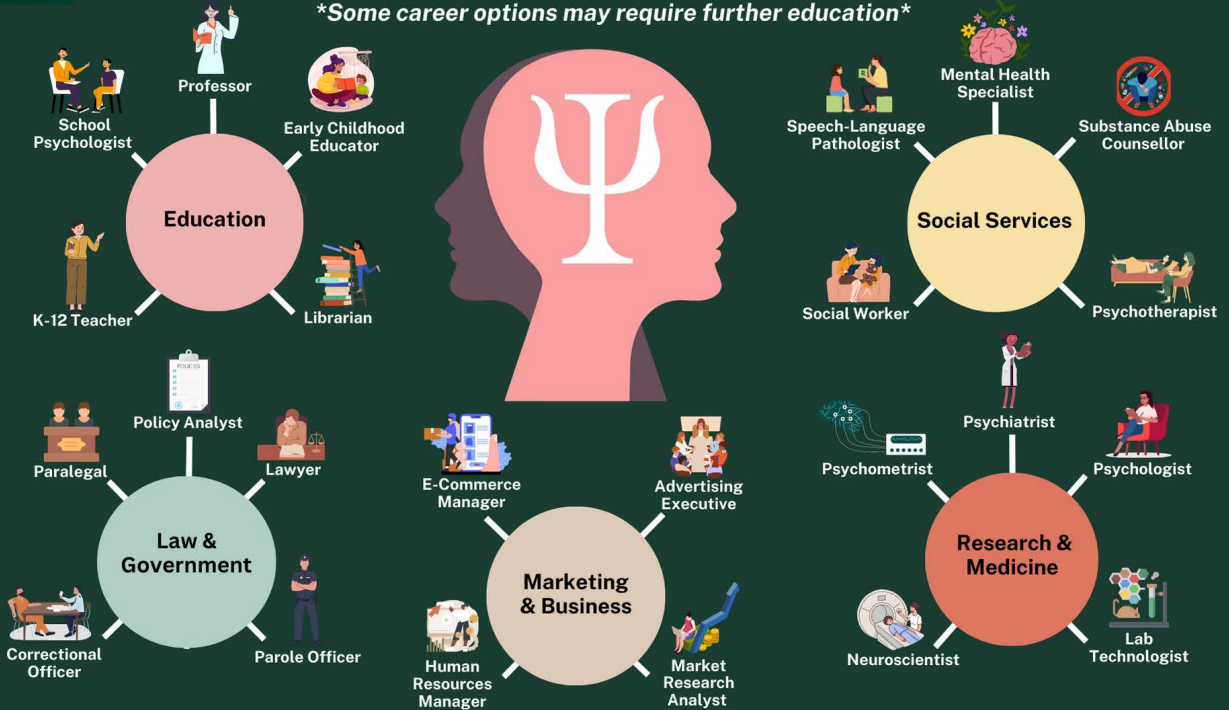 *Some career options may require further education*
Professor
School
Psychologist
Early Childhood
Educator
Education
K-12 Teacher
Librarian
Ψ
Mental Health
Specialist
Speech-Language
Pathologist
Substance Abuse
Counsellor
Social Services
Social Worker
Psychotherapist
POLICIES
Policy Analyst
Paralegal
Lawyer
Law &
Government
Correctional
Officer
Parole Officer
E-Commerce
Manager
Advertising
Executive
Marketing
& Business
Human
Resources
Manager
Market
Research
Analyst
Psychiatrist
Psychometrist
Psychologist
Research &
Medicine
Neuroscientist
Lab
Technologist